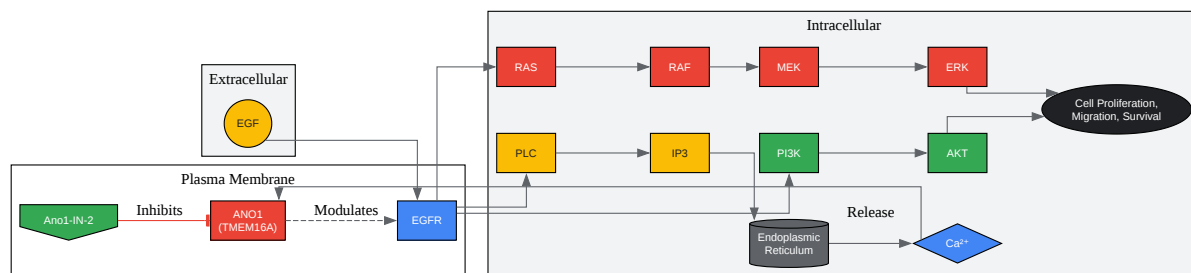 Intracellular
RAS
RAF
MEK
ERK
Extracellular
EGF
Cell Proliferation,
Migration, Survival
PLC
IP3
PI3K
AKT
Plasma Membrane
Ano1-IN-2
Inhibits
ANO1
(TMEM16A)
Modulates
EGFR
Endoplasmic
Reticulum
Release
Ca²⁺